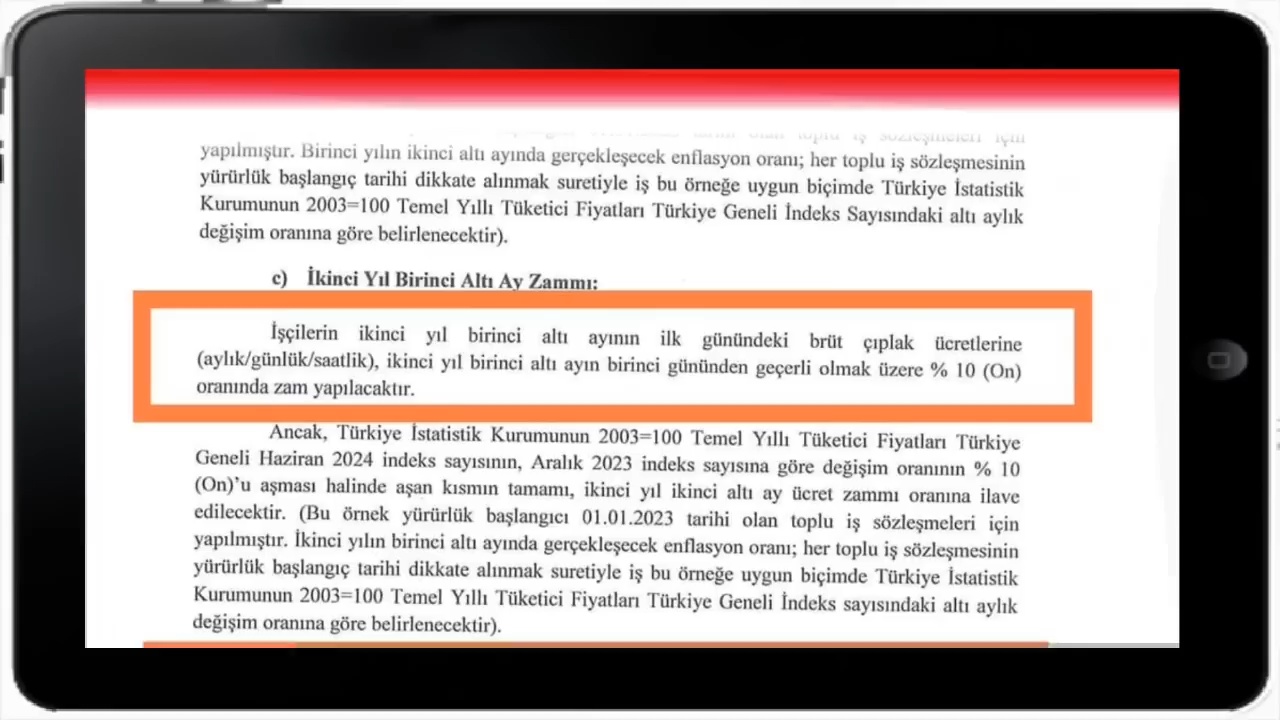 tarihi olan toplu iş sözleşmeleri için
yapılmıştır. Birinci yılın ikinci altı ayında gerçekleşecek enflasyon oranı; her toplu iş sözleşmesinin
yürürlük başlangıç tarihi dikkate alınmak suretiyle iş bu örneğe uygun biçimde Türkiye İstatistik
Kurumunun 2003=100 Temel Yıllı Tüketici Fiyatları Türkiye Geneli İndeks Sayısındaki altı aylık
değişim oranına göre belirlenecektir).
c) İkinci Yıl Birinci Altı Ay Zammı:
İşçilerin ikinci yıl birinci altı ayının ilk günündeki brüt çıplak ücretlerine
(aylık/günlük/saatlik), ikinci yıl birinci altı ayın birinci gününden geçerli olmak üzere % 10 (On)
oranında zam yapılacaktır.
Ancak, Türkiye İstatistik Kurumunun 2003=100 Temel Yıllı Tüketici Fiyatları Türkiye
Geneli Haziran 2024 indeks sayısının, Aralık 2023 indeks sayısına göre değişim oranının % 10
(On)’u aşması halinde aşan kısmın tamamı, ikinci yıl ikinci altı ay ücret zammı oranına ilave
edilecektir. (Bu örnek yürürlük başlangıcı 01.01.2023 tarihi olan toplu iş sözleşmeleri için
yapılmıştır. İkinci yılın birinci altı ayında gerçekleşecek enflasyon oranı; her toplu iş sözleşmesinin
yürürlük başlangıç tarihi dikkate alınmak suretiyle iş bu örneğe uygun biçimde Türkiye İstatistik
Kurumunun 2003=100 Temel Yıllı Tüketici Fiyatları Türkiye Geneli İndeks sayısındaki altı aylık
değişim oranına göre belirlenecektir).